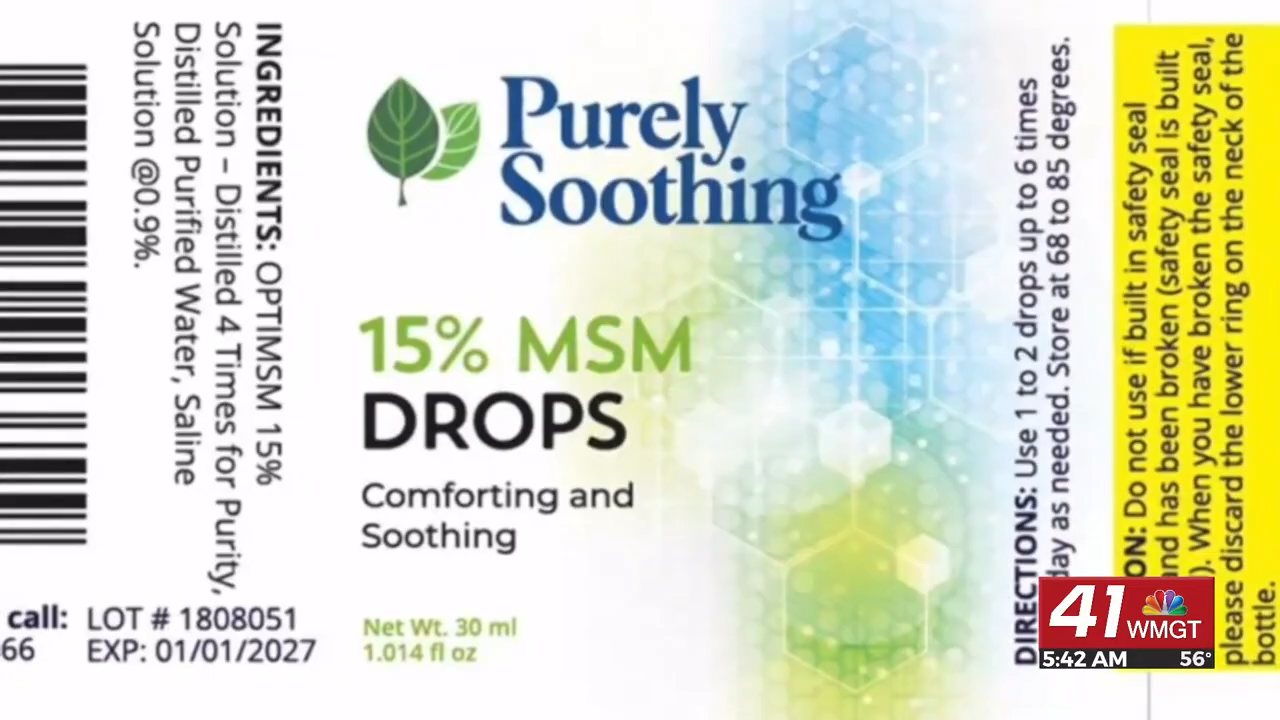 INGREDIENTS: OPTIMSM 15%
Solution – Distilled 4 Times for Purity,
Distilled Purified Water, Saline
Solution @0.9%.
call:
66
LOT # 1808051
EXP: 01/01/2027
Purely
Soothing
15% MSM
DROPS
Comforting and
Soothing
Net Wt. 30 ml
1.014 fl oz
DIRECTIONS: Use 1 to 2 drops up to 6 times
day as needed. Store at 68 to 85 degrees.
ON: Do not use if built in safety seal
and has been broken (safety seal is built
). When you have broken the safety seal,
please discard the lower ring on the neck of the
bottle.
41
WMGT
5:42 AM 56°